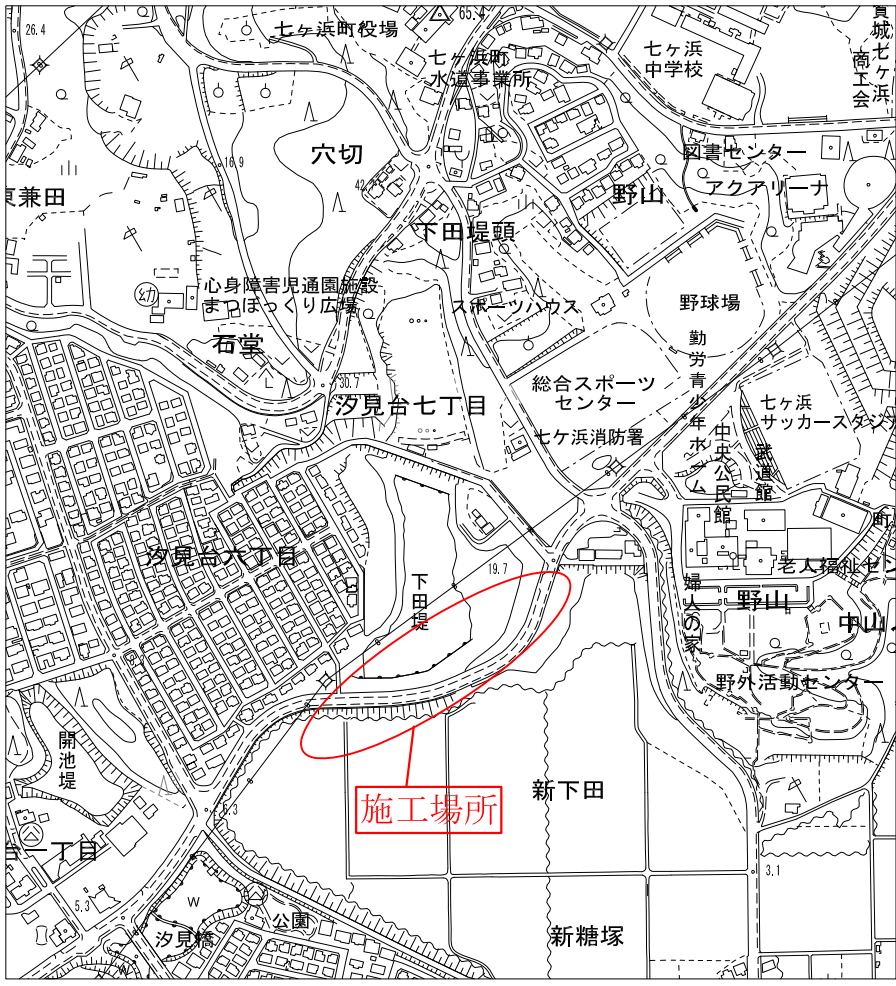 26.4
七ヶ浜町役場
65.4
七ヶ浜町
水道事業所
七ヶ浜
中学校
城七ヶ浜
商工会
16.9
穴切
図書センター
アクアリーナ
兼田
野山
下田堤頭
幼
心身障害児通園施設
まつぼっくり広場
スポーツハウス
野球場
石堂
30.7
汐見台七丁目
総合スポーツ
センター
勤労青少年ホーム
七ヶ浜
サッカースタジ
七ヶ浜消防署
中央公民館
武道館
町
汐見台六丁目
下田堤
19.7
老人福祉セン
婦人の家
野山
中山
野外活動センター
開池堤
施工場所
新下田
6.3
台一丁目
3.1
5.3
W
公園
汐見橋
新糖塚